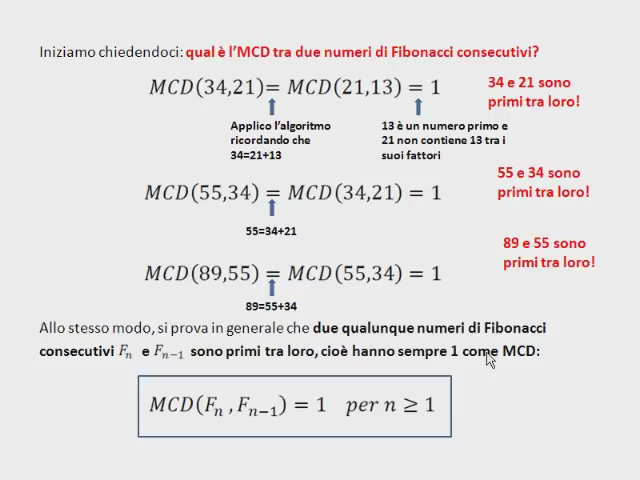 Iniziamo chiedendoci: qual è l'MCD tra due numeri di Fibonacci consecutivi?
MCD(34,21)= MCD(21,13) = 1
34 e 21 sono
primi tra loro!
Applico l'algoritmo
ricordando che
34=21+13
13 è un numero primo e
21 non contiene 13 tra i
suoi fattori
MCD(55,34) = MCD(34,21) = 1
55 e 34 sono
primi tra loro!
55=34+21
MCD(89,55) = MCD(55,34) = 1
89 e 55 sono
primi tra loro!
89=55+34
Allo stesso modo, si prova in generale che due qualunque numeri di Fibonacci
consecutivi Fₙ e Fₙ₋₁ sono primi tra loro, cioè hanno sempre 1 come MCD:
MCD(Fₙ, Fₙ₋₁) = 1 per n ≥ 1